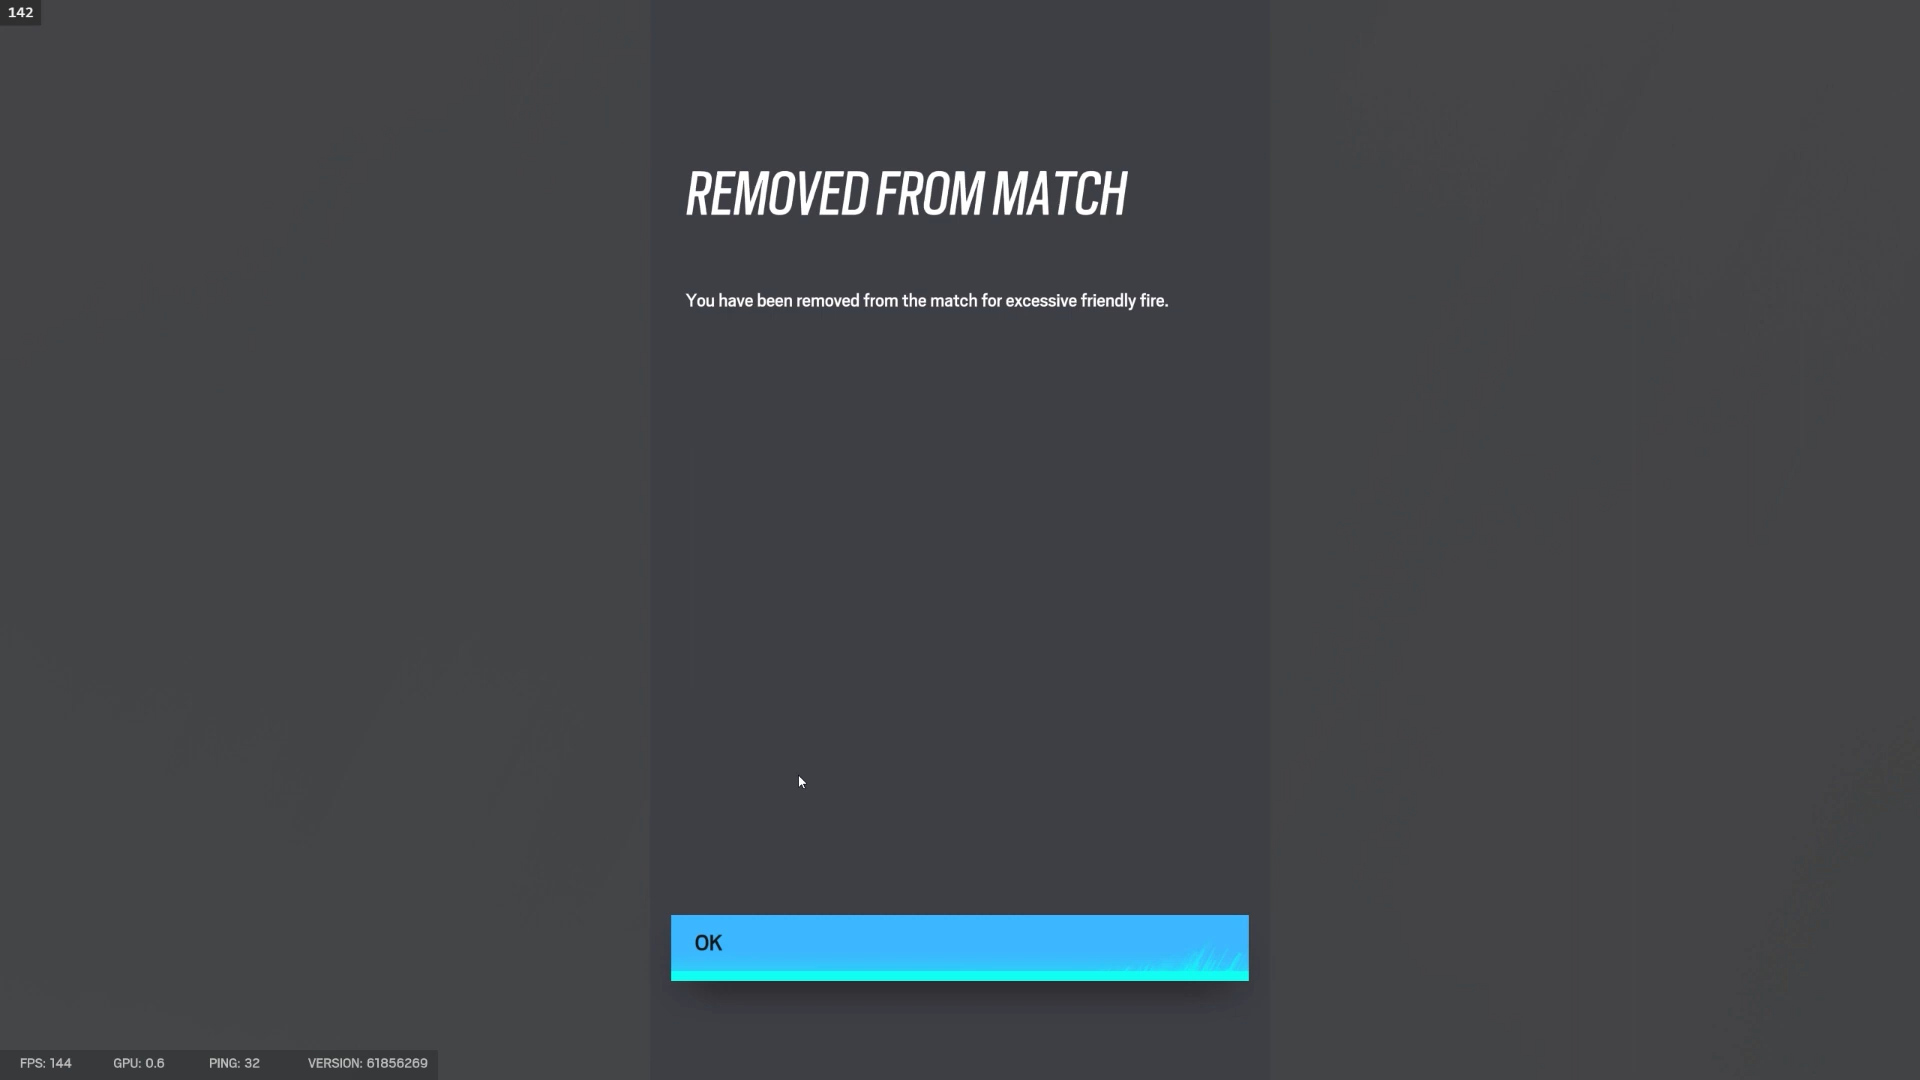 142
REMOVED FROM MATCH
You have been removed from the match for excessive friendly fire.
OK
FPS: 144 GPU: 0.6 PING: 32 VERSION: 61856269